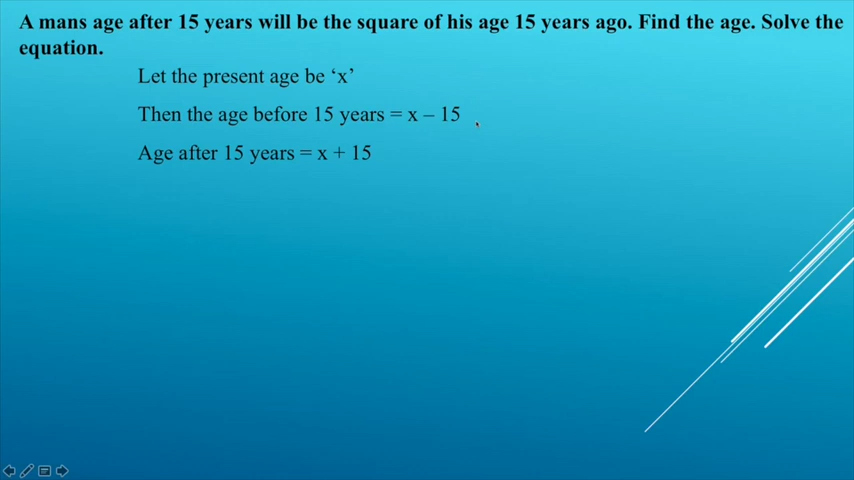 A mans age after 15 years will be the square of his age 15 years ago. Find the age. Solve the
equation.
Let the present age be ‘x’
Then the age before 15 years = x – 15
Age after 15 years = x + 15